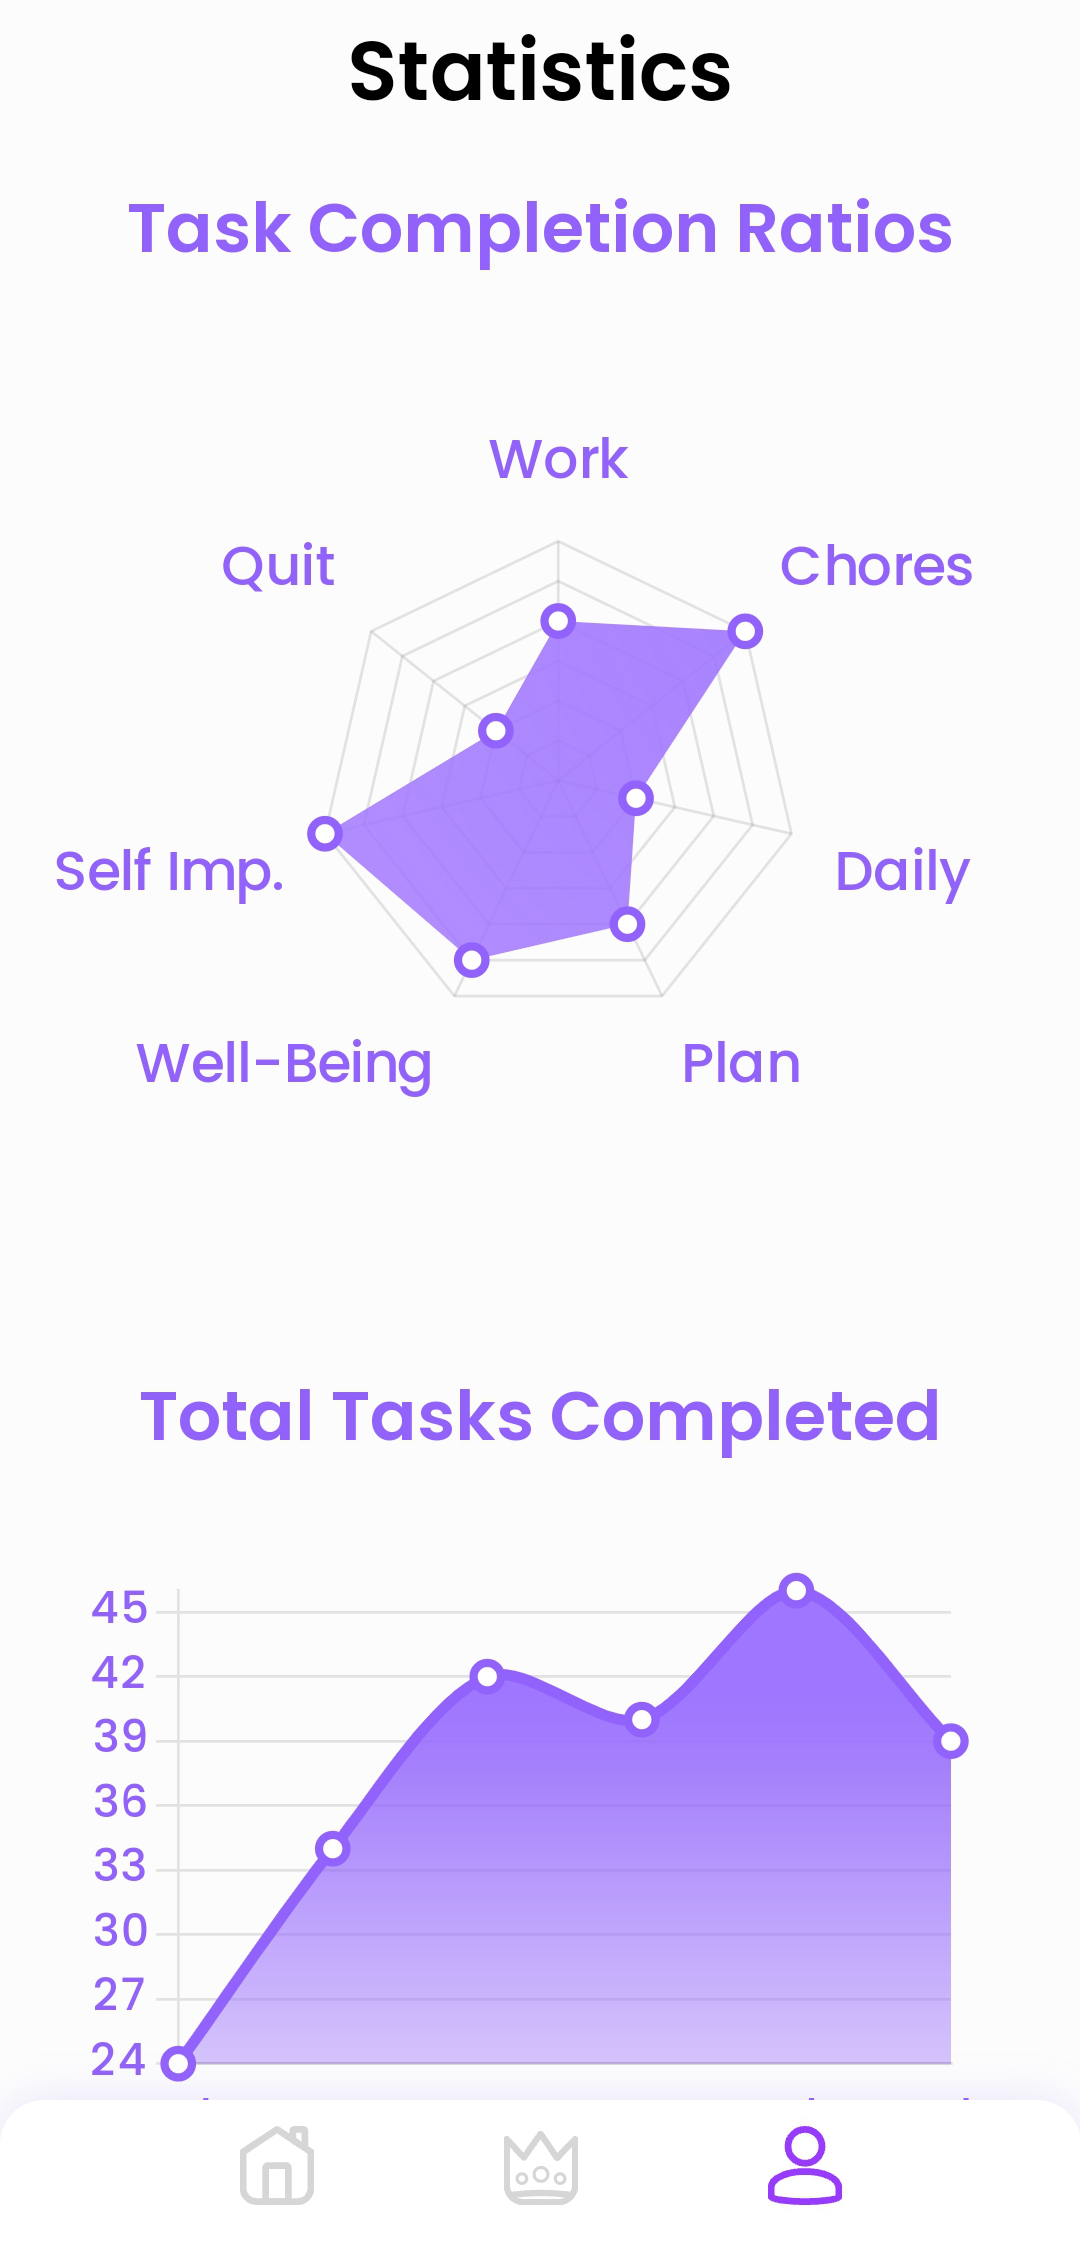 Statistics
Task Completion Ratios
Work
Quit
Chores
Self Imp.
Daily
Well-Being
Plan
Total Tasks Completed
45
42
39
36
33
30
27
24